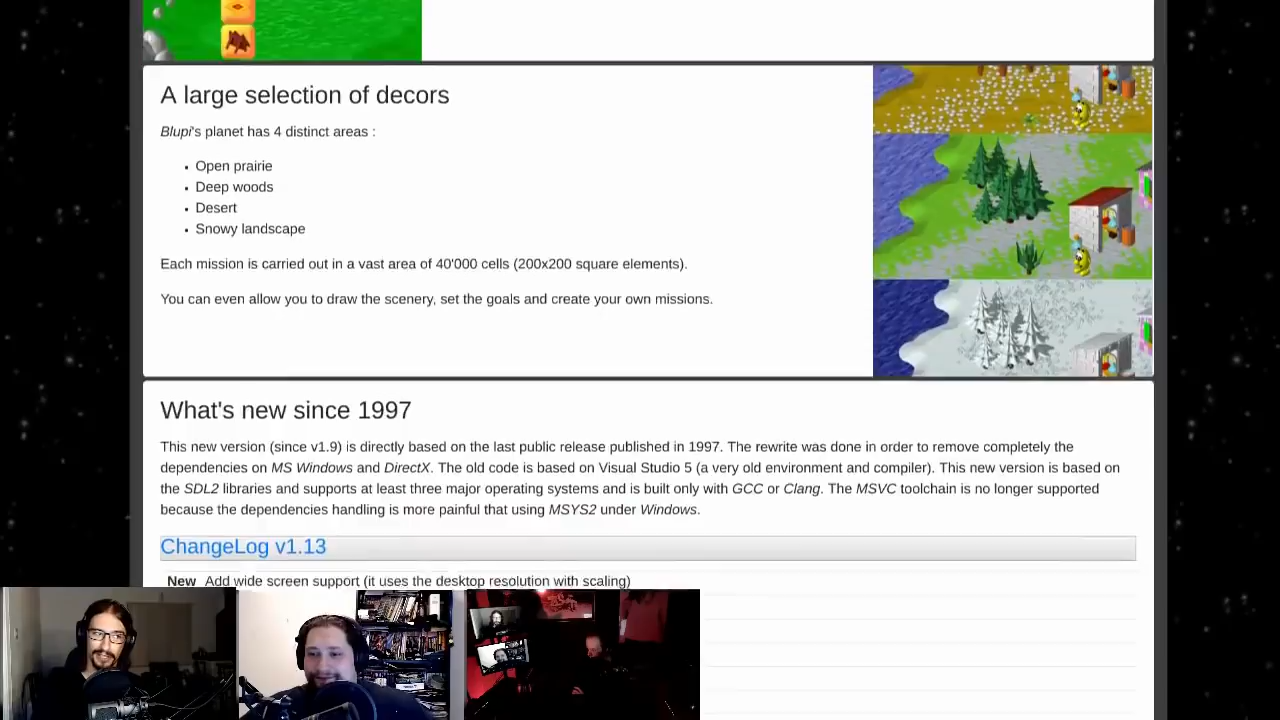 A large selection of decors
Blupi's planet has 4 distinct areas :
• Open prairie
• Deep woods
• Desert
• Snowy landscape
Each mission is carried out in a vast area of 40'000 cells (200x200 square elements).
You can even allow you to draw the scenery, set the goals and create your own missions.
What's new since 1997
This new version (since v1.9) is directly based on the last public release published in 1997. The rewrite was done in order to remove completely the
dependencies on MS Windows and DirectX. The old code is based on Visual Studio 5 (a very old environment and compiler). This new version is based on
the SDL2 libraries and supports at least three major operating systems and is built only with GCC or Clang. The MSVC toolchain is no longer supported
because the dependencies handling is more painful that using MSYS2 under Windows.
ChangeLog v1.13
New Add wide screen support (it uses the desktop resolution with scaling)